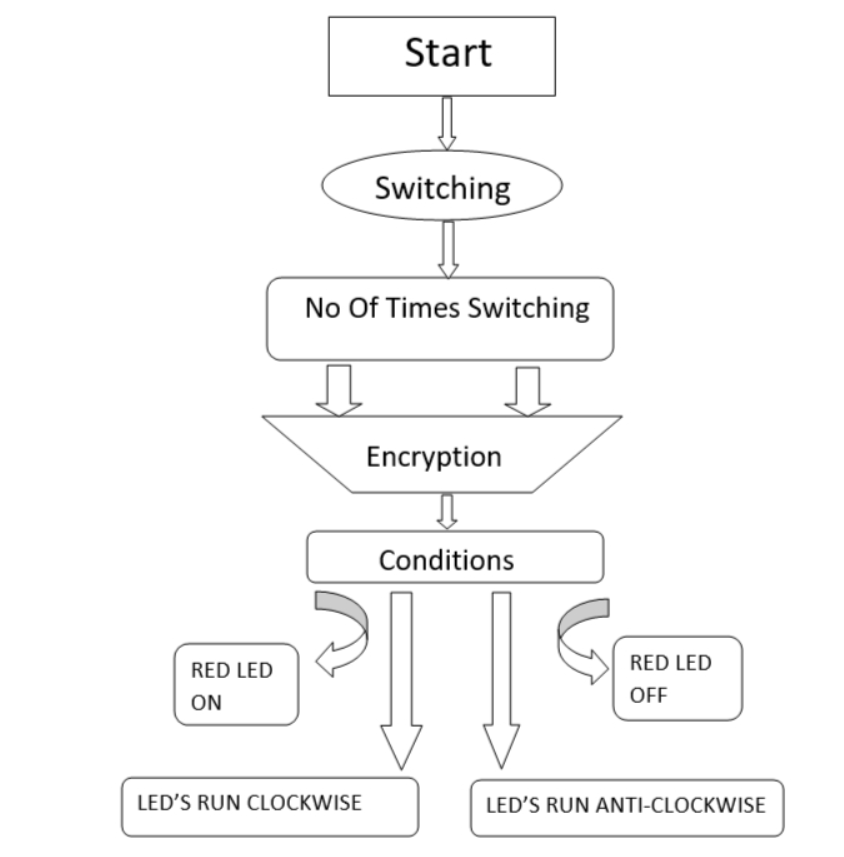 Start
Switching
No Of Times Switching
Encryption
Conditions
RED LED
ON
RED LED
OFF
LED'S RUN CLOCKWISE
LED'S RUN ANTI-CLOCKWISE